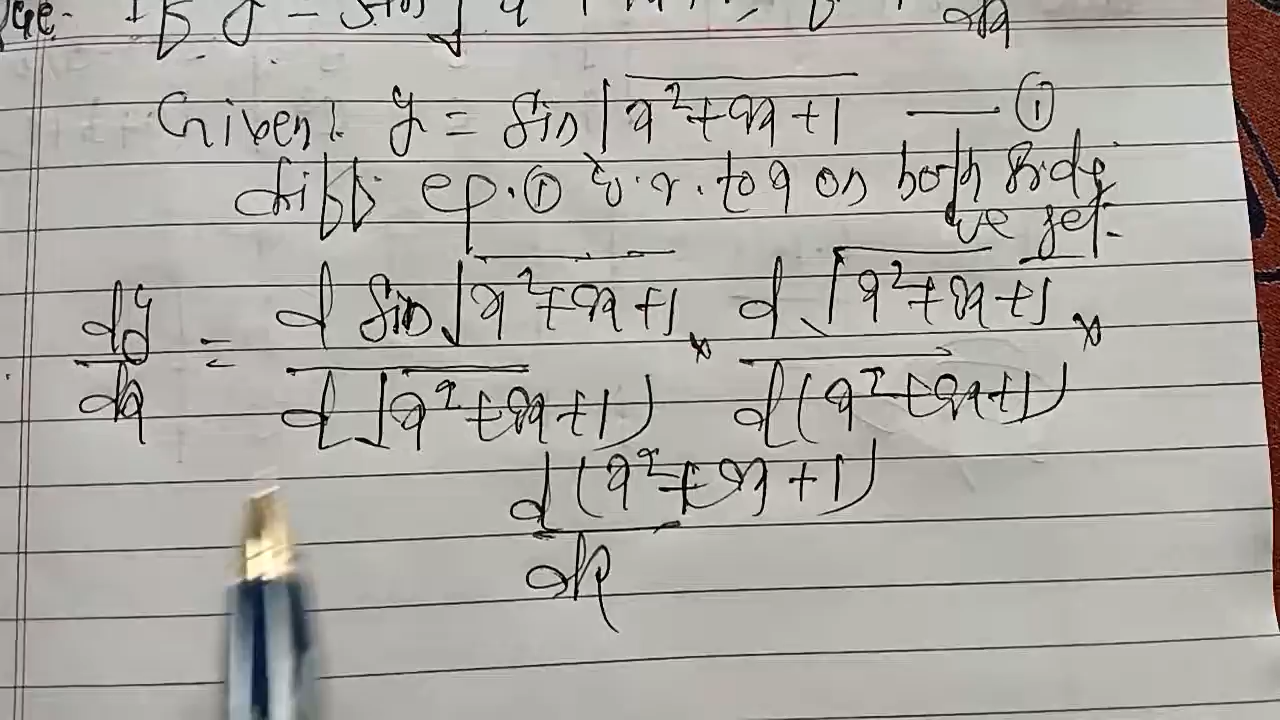 Given: y = sin√x²+x+1 —— ①
diff. eq. ① w.r. to x on both side
we get.
dy/dx = d sin√x²+x+1 / d√x²+x+1) × d√x²+x+1 / d(x²+x+1) ×
d(x²+x+1) / dx